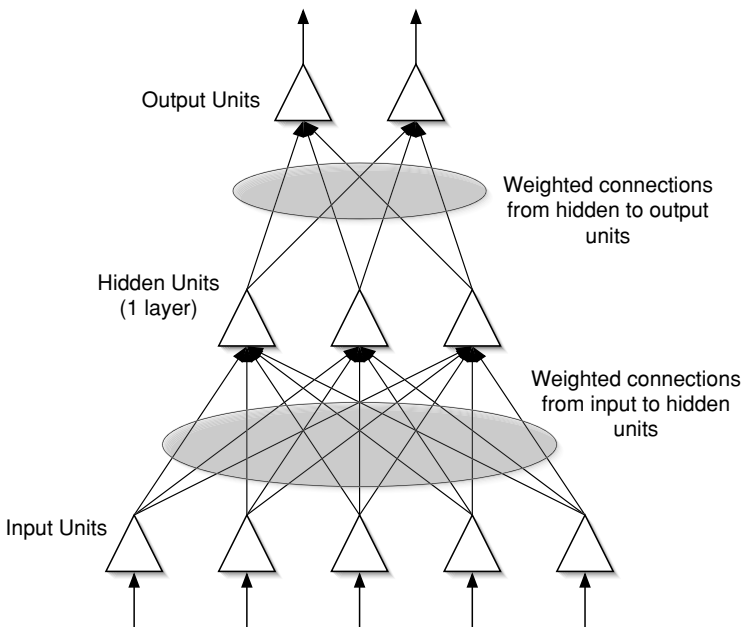 Output Units
Weighted connections
from hidden to output
units
Hidden Units
(1 layer)
Weighted connections
from input to hidden
units
Input Units